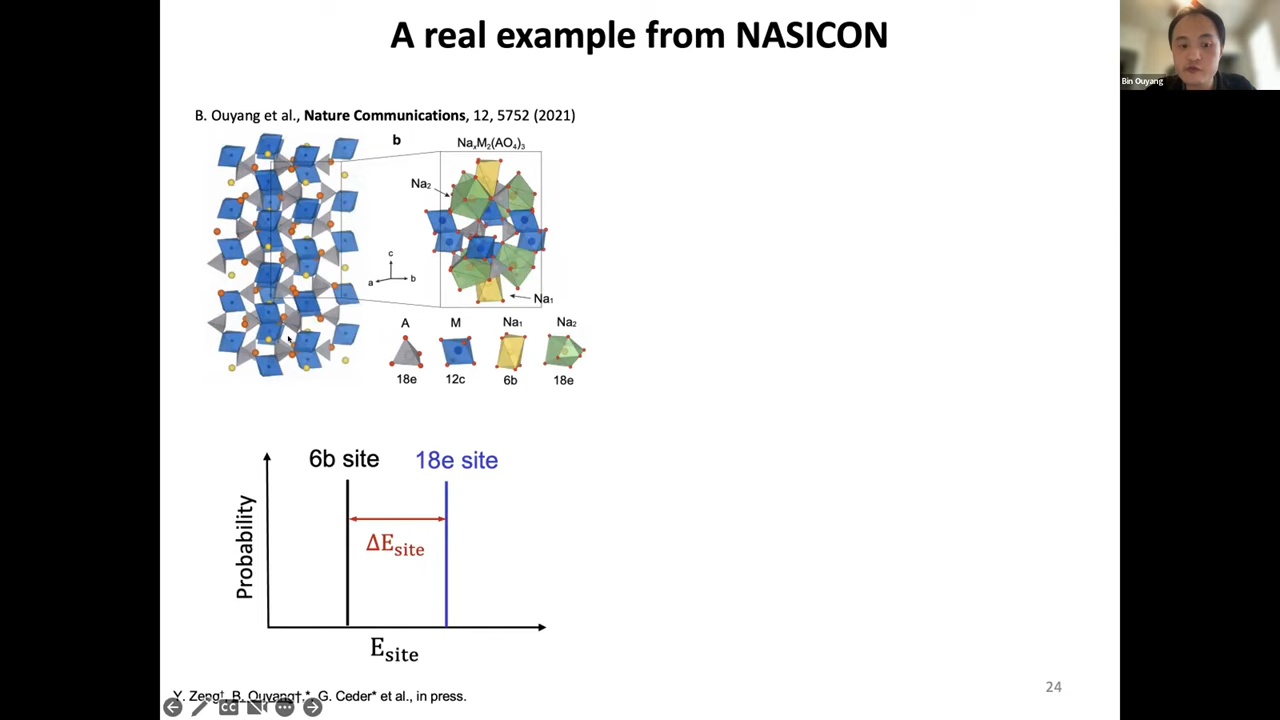 A real example from NASICON
Bin Ouyang
B. Ouyang et al., Nature Communications, 12, 5752 (2021)
b
NaₓM₂(AO₄)₃
Na₂
c
a
b
Na₁
A M Na₁ Na₂
18e 12c 6b 18e
6b site 18e site
ΔEsite
Probability
Esite
Y. Zeng†, B. Ouyang†,*, G. Ceder* et al., in press.
24
CC